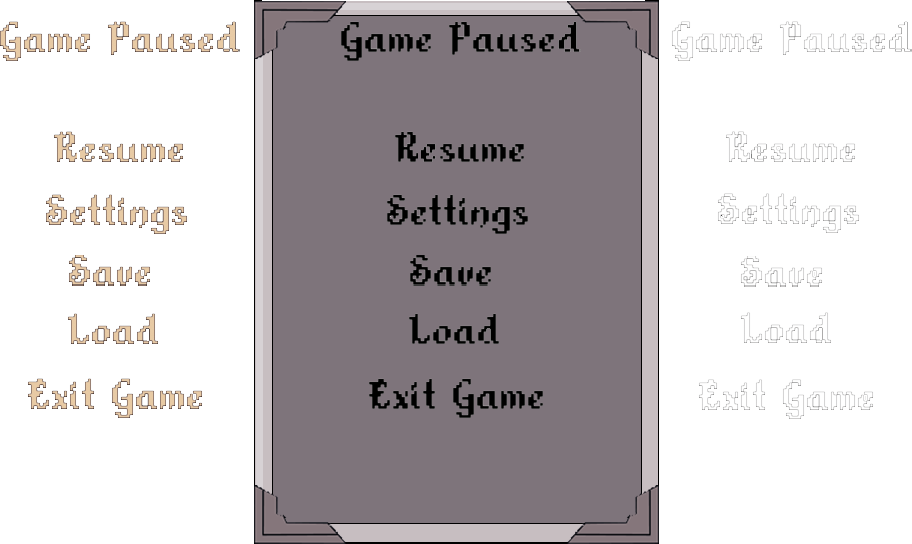 Game Paused Game Paused Game Paused
Resume Resume Resume
Settings Settings Settings
Save Save Save
Load Load Load
Exit Game Exit Game Exit Game